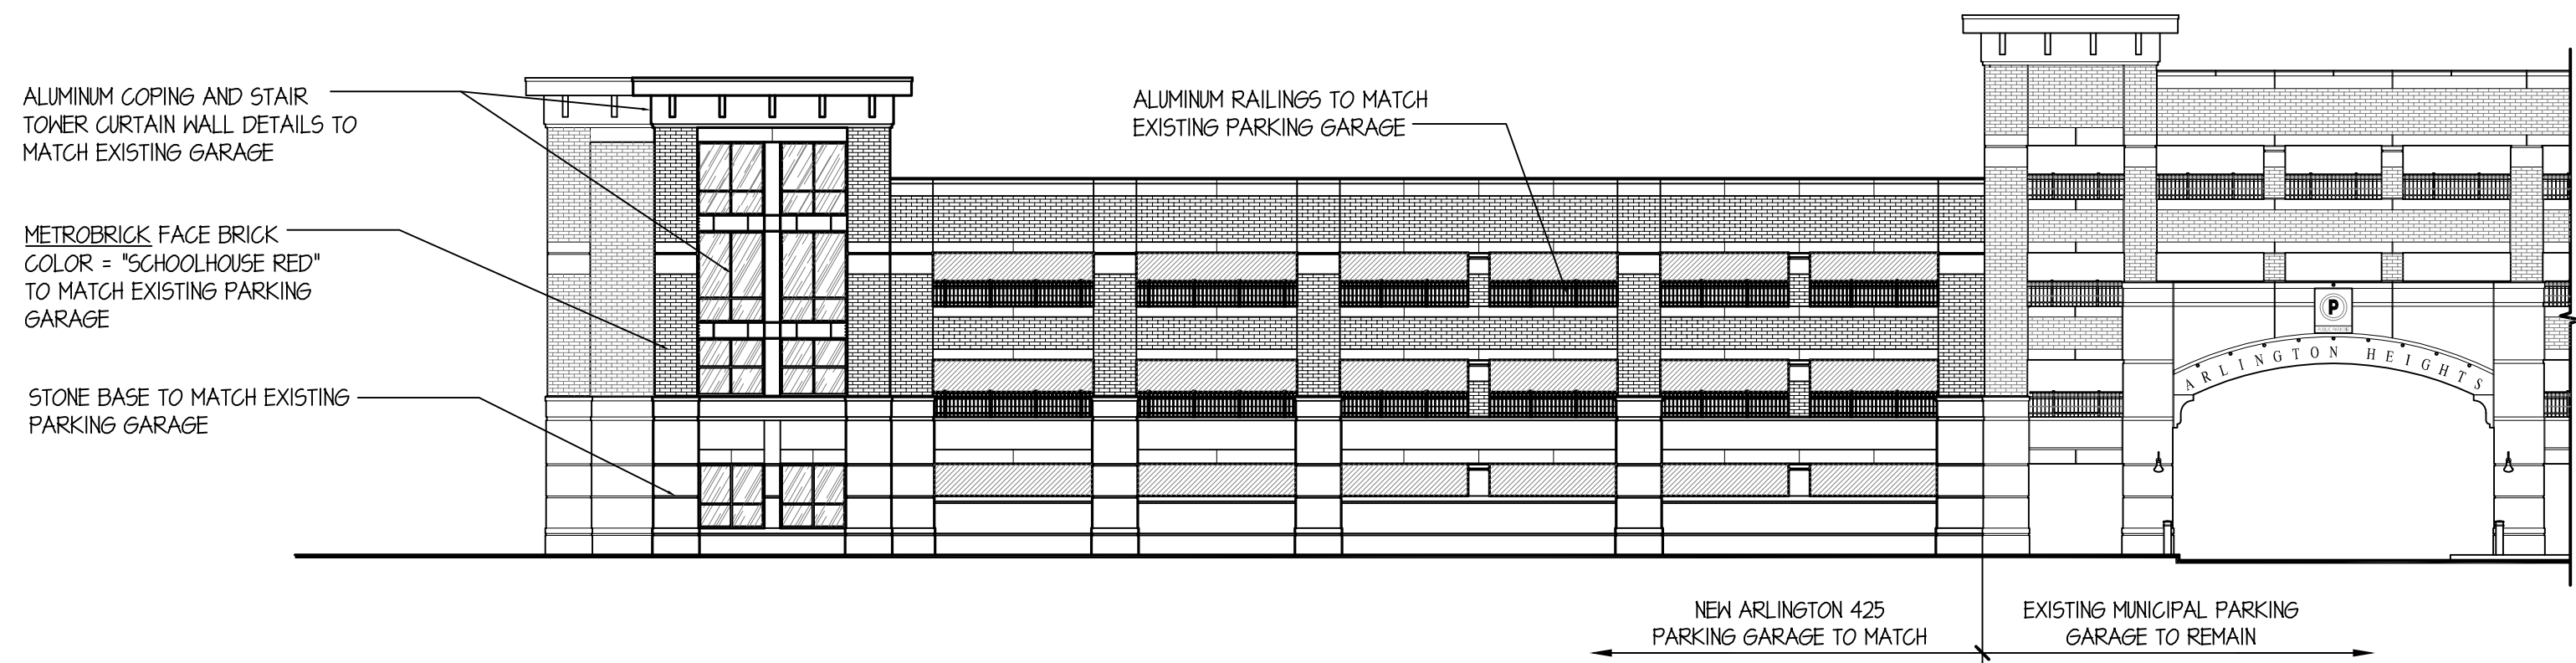 ALUMINUM COPING AND STAIR
TOWER CURTAIN WALL DETAILS TO
MATCH EXISTING GARAGE
METROBRICK FACE BRICK
COLOR = "SCHOOLHOUSE RED"
TO MATCH EXISTING PARKING
GARAGE
STONE BASE TO MATCH EXISTING
PARKING GARAGE
ALUMINUM RAILINGS TO MATCH
EXISTING PARKING GARAGE
P
PUBLIC PARKING
ARLINGTON HEIGHTS
NEW ARLINGTON 425
PARKING GARAGE TO MATCH
EXISTING MUNICIPAL PARKING
GARAGE TO REMAIN